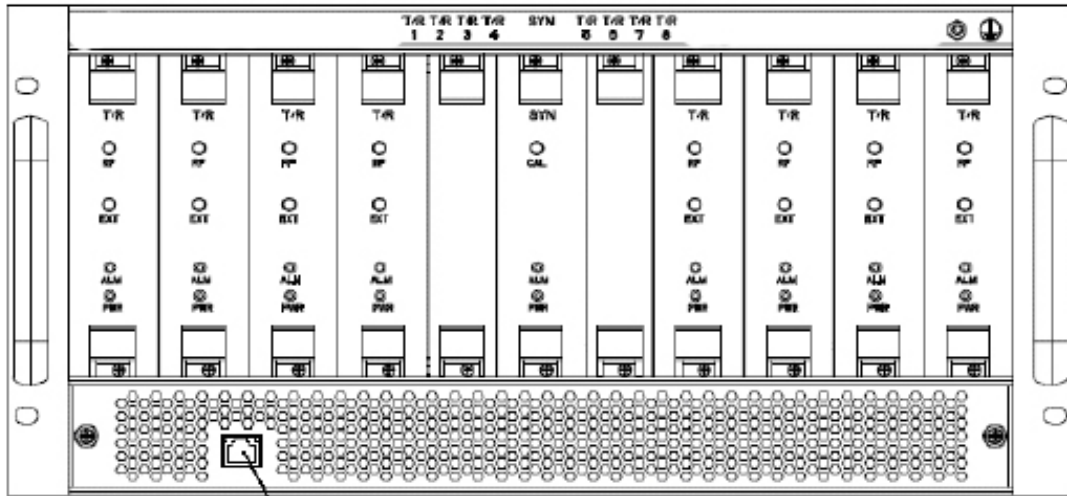 T/R T/R T/R T/R SYN T/R T/R T/R T/R
1 2 3 4 5 6 7 8
T/R T/R T/R T/R SYN T/R T/R T/R T/R
RF RF RF RF CAL RF RF RF RF
EXT EXT EXT EXT EXT EXT EXT EXT
ALM ALM ALM ALM ALM ALM ALM ALM ALM
PWR PWR PWR PWR PWR PWR PWR PWR PWR